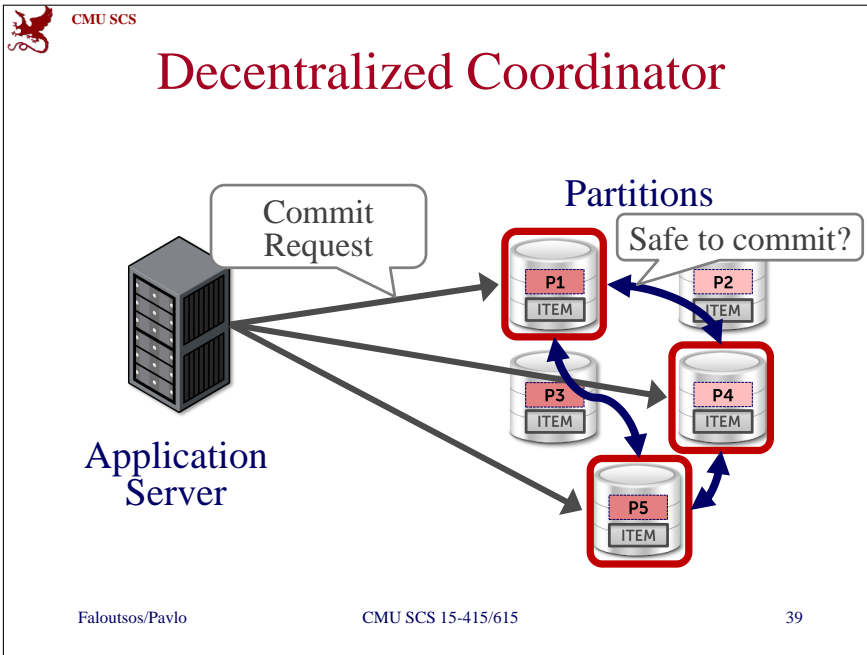 CMU SCS
Decentralized Coordinator
Commit
Request
Partitions
Safe to commit?
P1
ITEM
P2
ITEM
P3
ITEM
P4
ITEM
P5
ITEM
Application
Server
Faloutsos/Pavlo
CMU SCS 15-415/615
39